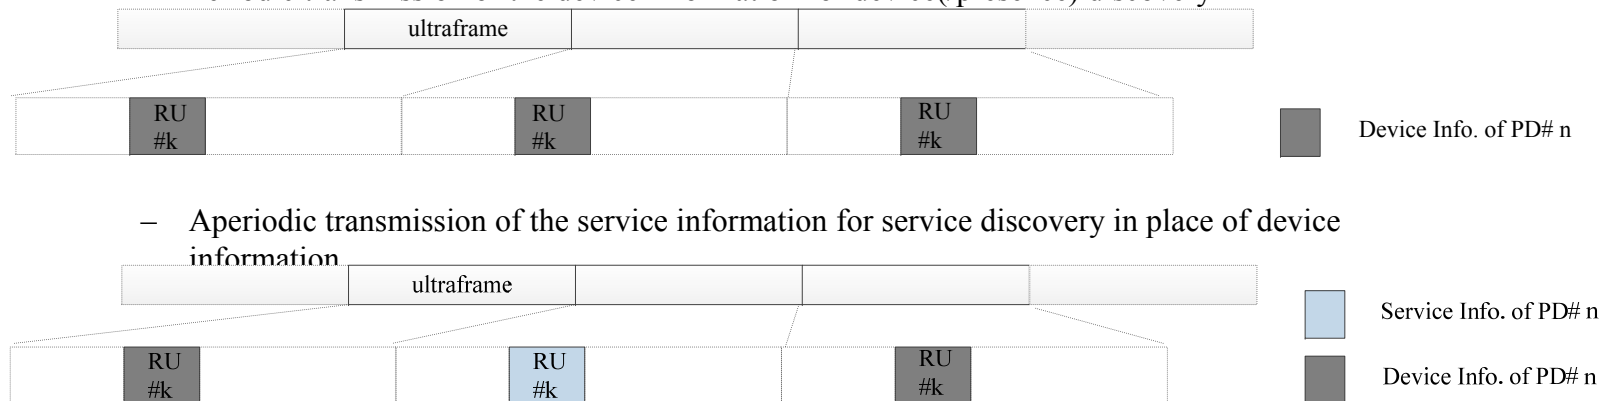 ultraframe
RU RU RU
#k #k #k
Device Info. of PD# n
– Aperiodic transmission of the service information for service discovery in place of device
information
ultraframe
Service Info. of PD# n
RU RU RU
#k #k #k
Device Info. of PD# n